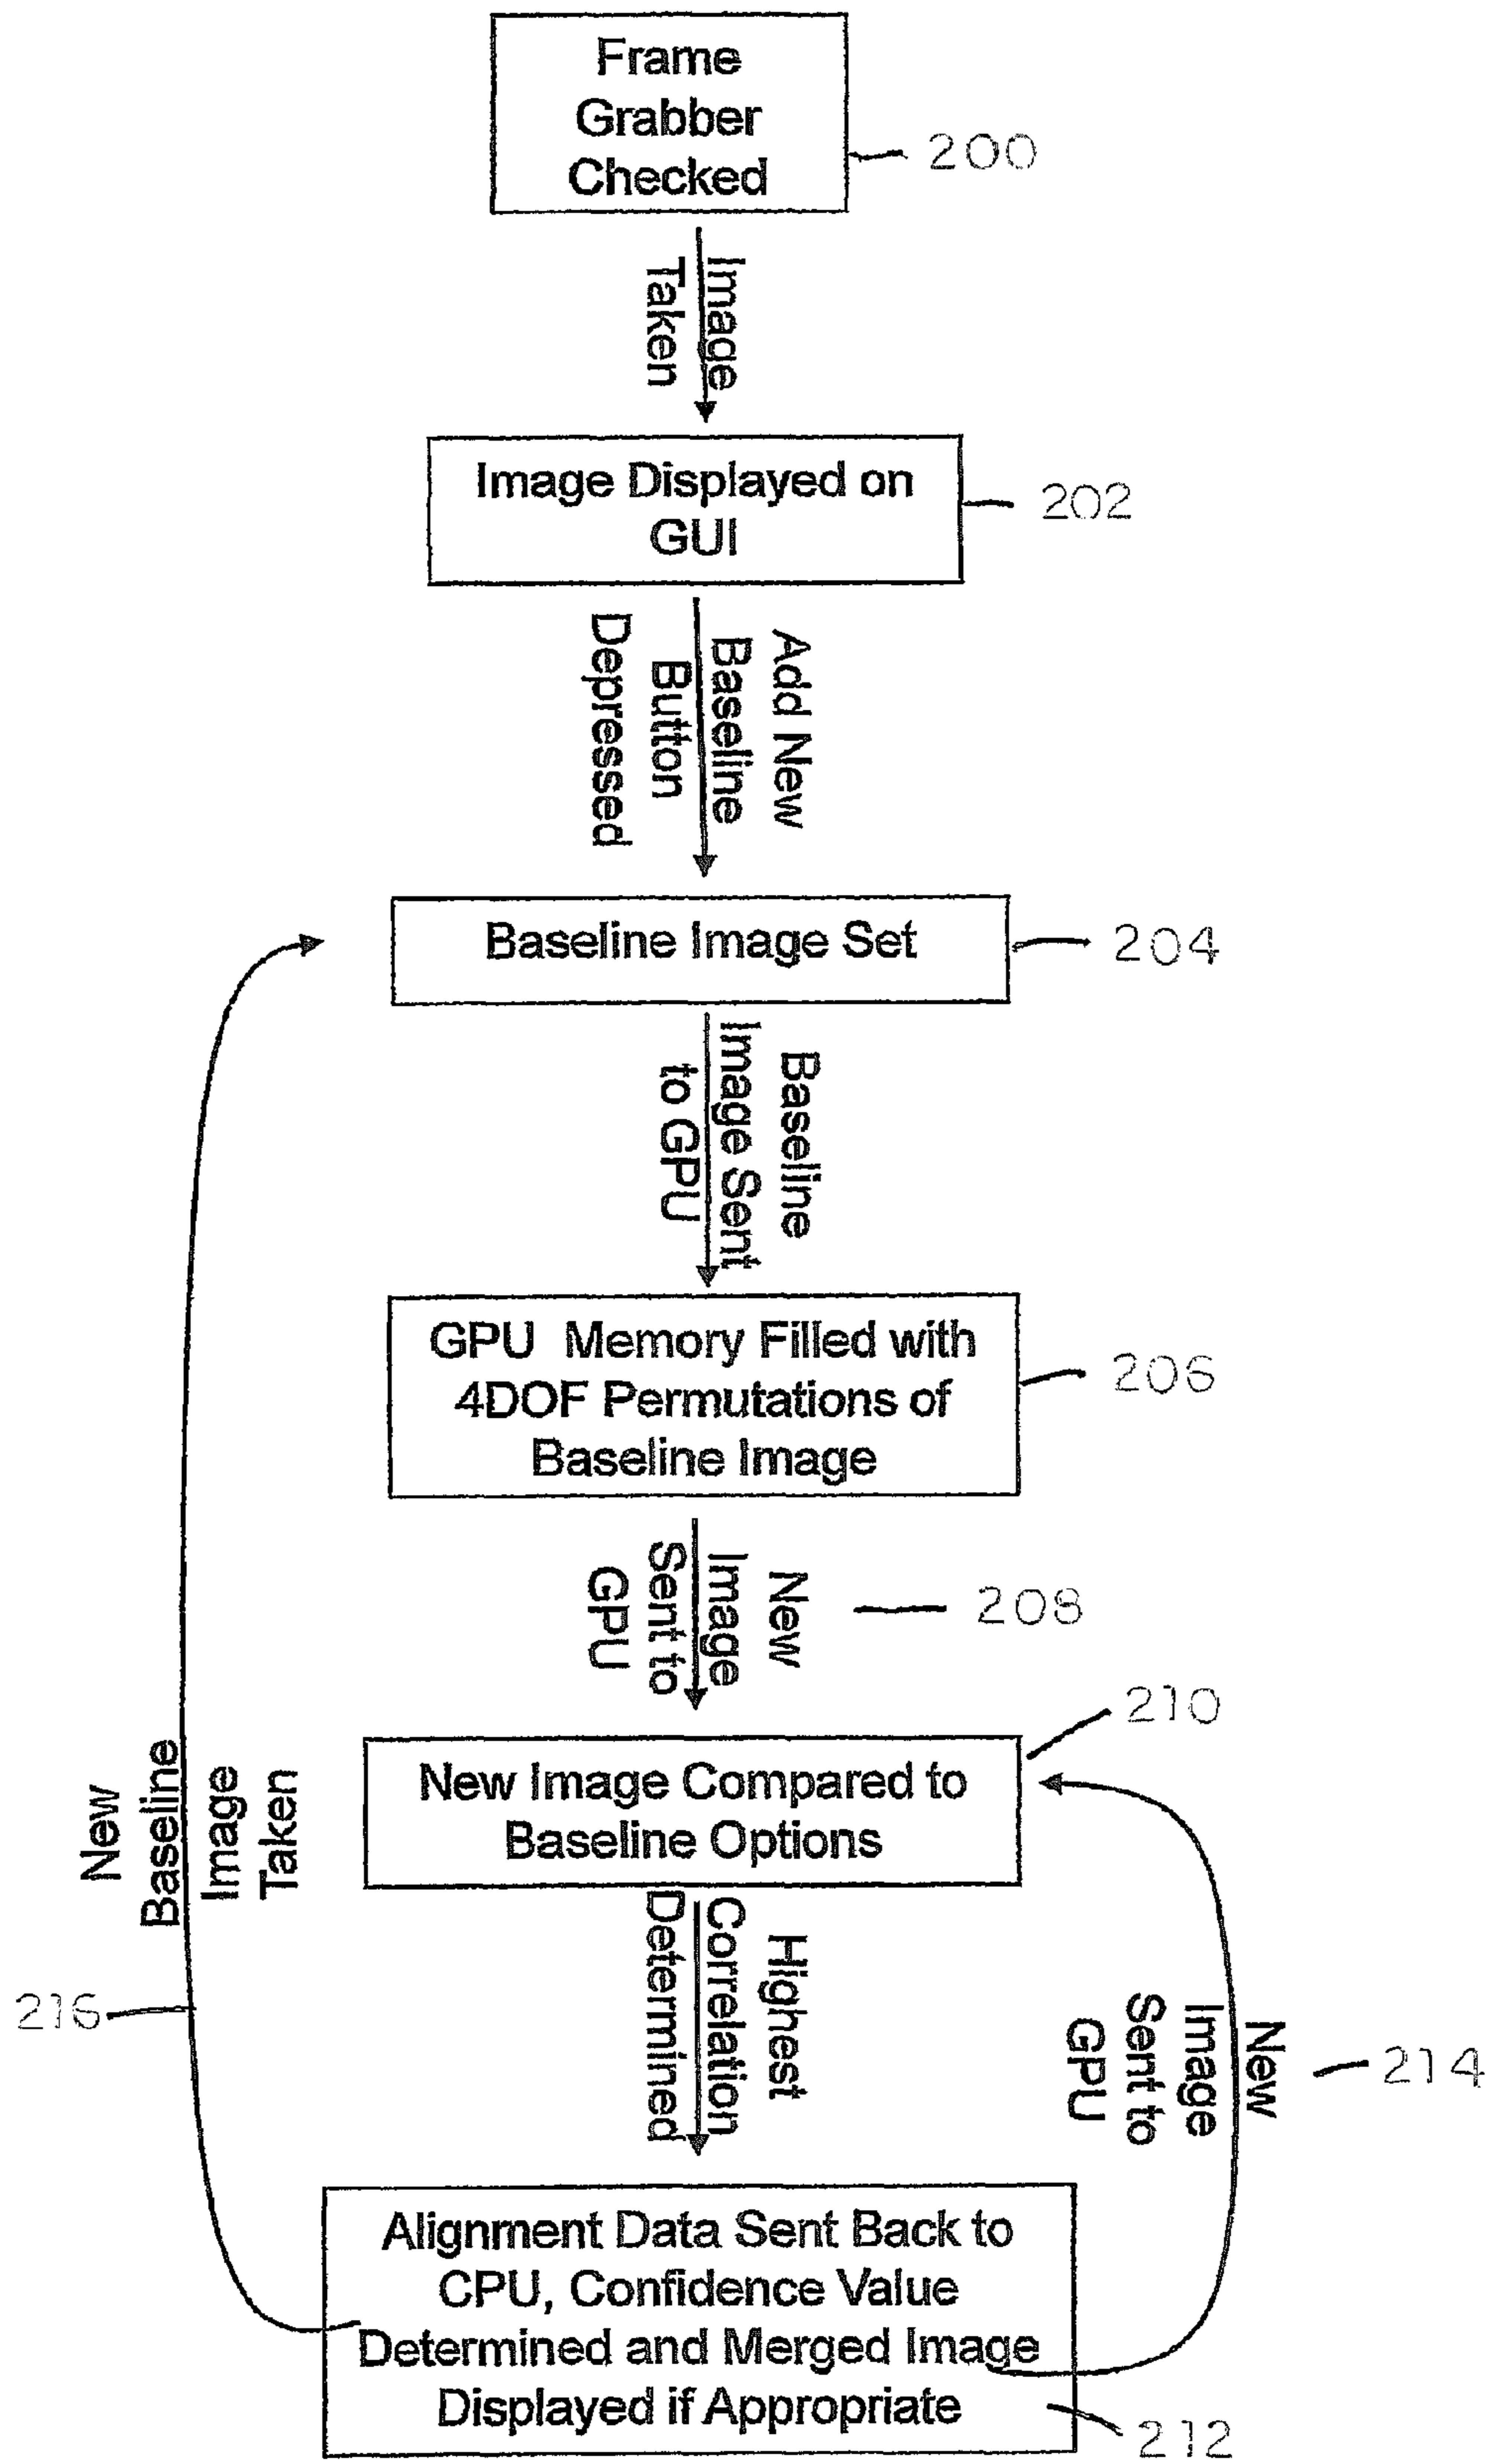 Frame
Grabber
Checked
200
Image
Taken
Image Displayed on
GUI
202
Add New
Baseline
Button
Depressed
Baseline Image Set
204
Baseline
Image Sent
to GPU
GPU Memory Filled with
4DOF Permutations of
Baseline Image
206
New
Image
Sent to
GPU
208
210
New Image Compared to
Baseline Options
New
Baseline
Image
Taken
216
Highest
Correlation
Determined
New
Image
Sent to
GPU
214
Alignment Data Sent Back to
CPU, Confidence Value
Determined and Merged Image
Displayed if Appropriate
212